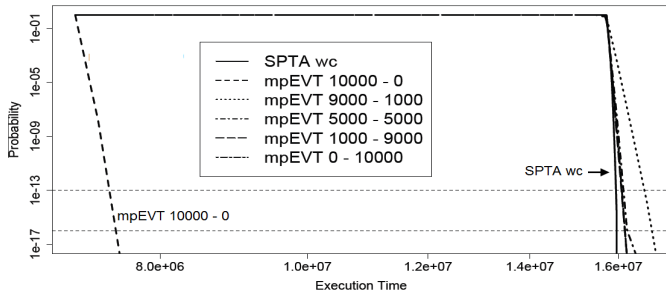 1e-01
1e-05
1e-09
1e-13
1e-17
Probability
SPTA wc
mpEVT 10000 - 0
mpEVT 9000 - 1000
mpEVT 5000 - 5000
mpEVT 1000 - 9000
mpEVT 0 - 10000
SPTA wc
mpEVT 10000 - 0
8.0e+06
1.0e+07
1.2e+07
1.4e+07
1.6e+07
Execution Time